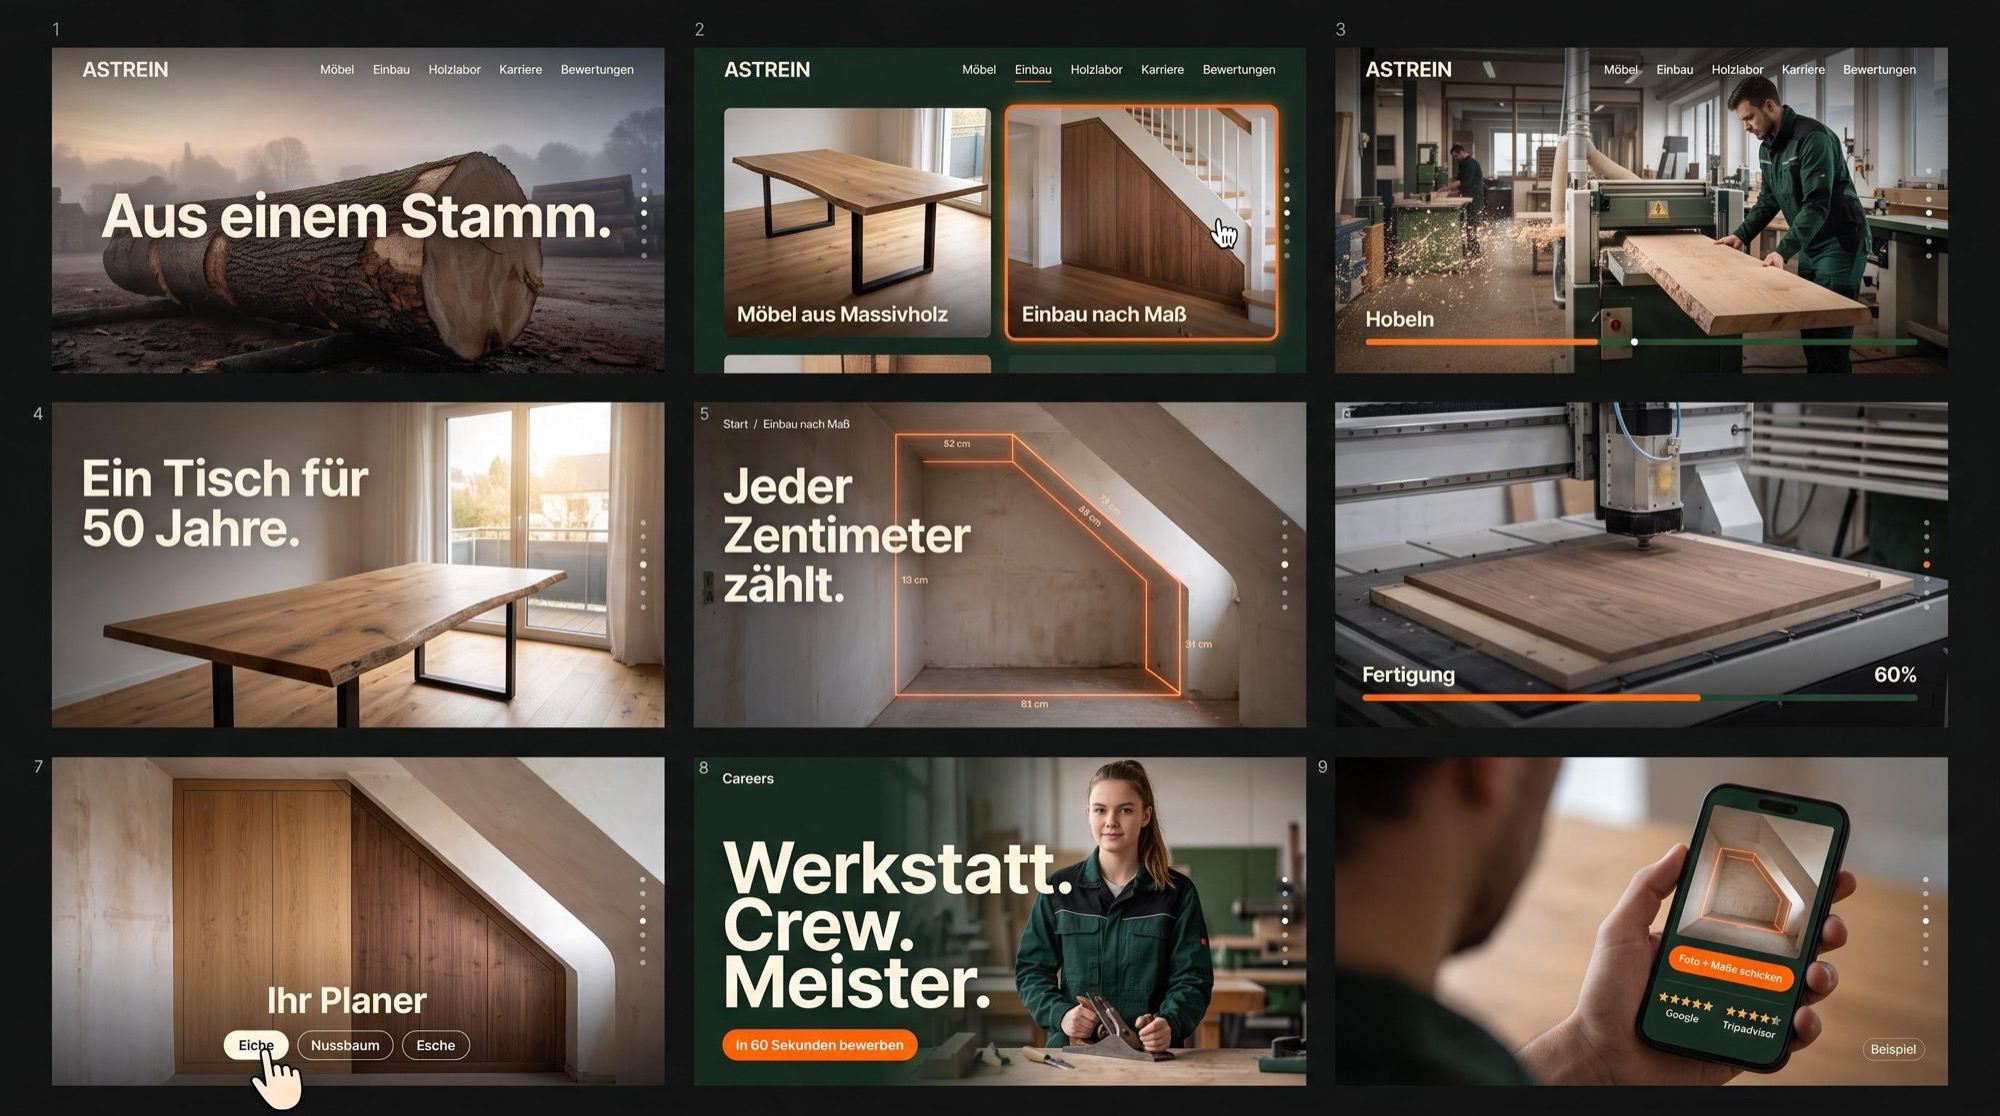 1
ASTREIN
Möbel Einbau Holzlabor Karriere Bewertungen
Aus einem Stamm.
2
ASTREIN
Möbel Einbau Holzlabor Karriere Bewertungen
Möbel aus Massivholz
Einbau nach Maß
3
ASTREIN
Möbel Einbau Holzlabor Karriere Bewertungen
Hobeln
4
Ein Tisch für
50 Jahre.
5
Start / Einbau nach Maß
Jeder
Zentimeter
zählt.
82 cm
88 cm
13 cm
31 cm
81 cm
Fertigung 60%
7
Ihr Planer
Eiche Nussbaum Esche
8
Careers
Werkstatt.
Crew.
Meister.
In 60 Sekunden bewerben
9
Foto + Maße schicken
Google Tripadvisor
Beispiel